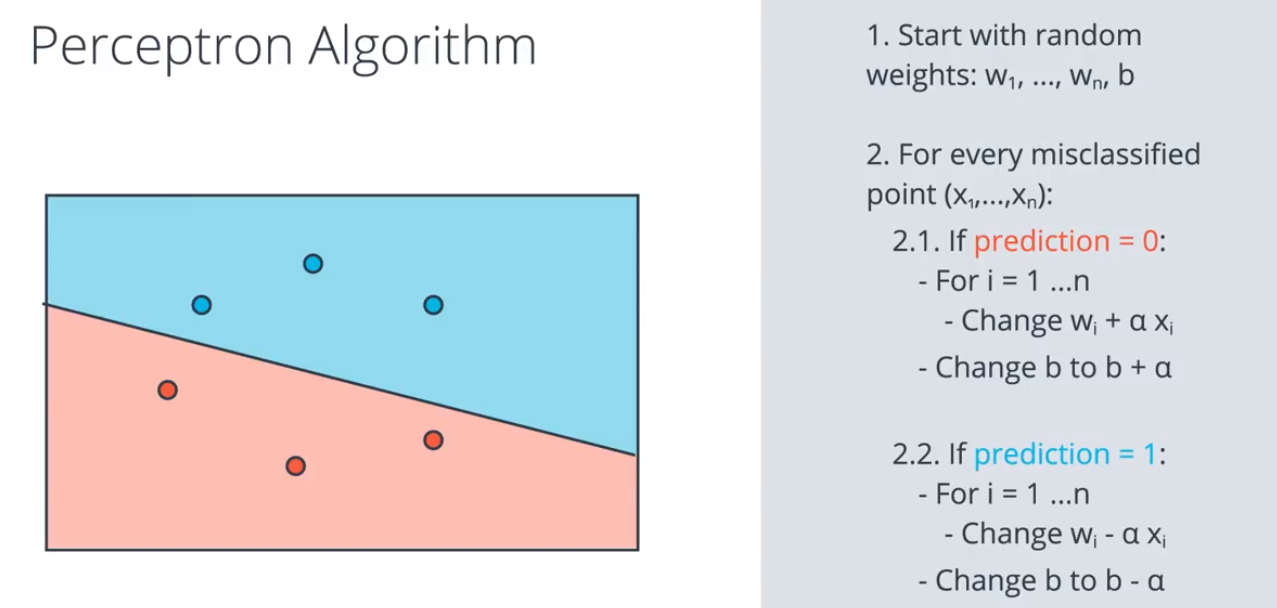 Perceptron Algorithm
1. Start with random
weights: w₁, ..., wₙ, b
2. For every misclassified
point (x₁,...,xₙ):
2.1. If prediction = 0:
- For i = 1 ...n
- Change wᵢ + α xᵢ
- Change b to b + α
2.2. If prediction = 1:
- For i = 1 ...n
- Change wᵢ - α xᵢ
- Change b to b - α